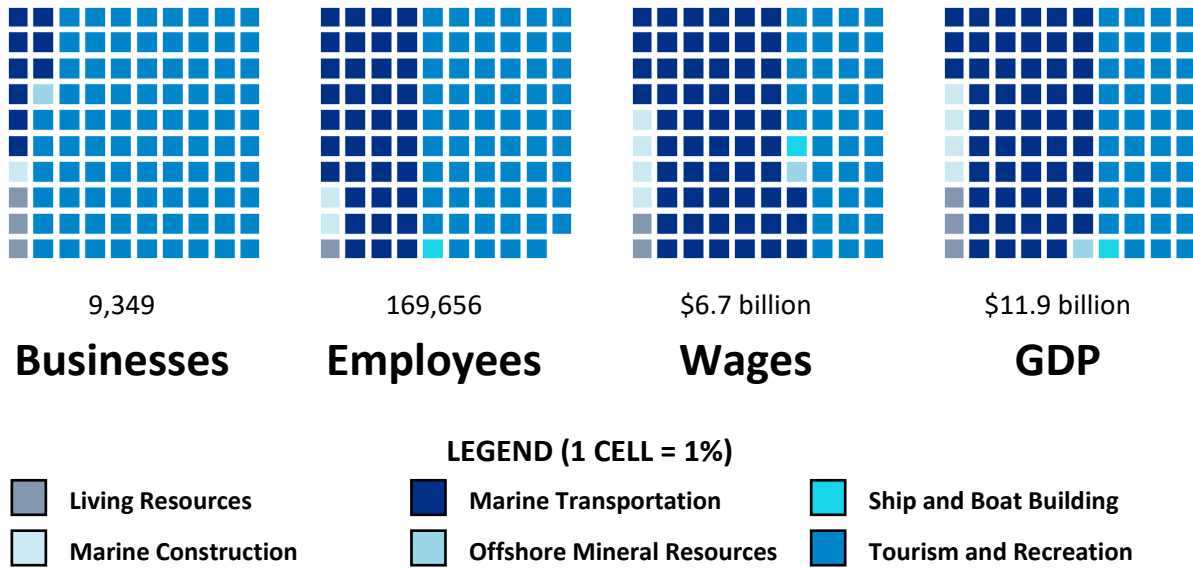 9,349
169,656
$6.7 billion
$11.9 billion
Businesses
Employees
Wages
GDP
LEGEND (1 CELL = 1%)
Living Resources
Marine Transportation
Ship and Boat Building
Marine Construction
Offshore Mineral Resources
Tourism and Recreation